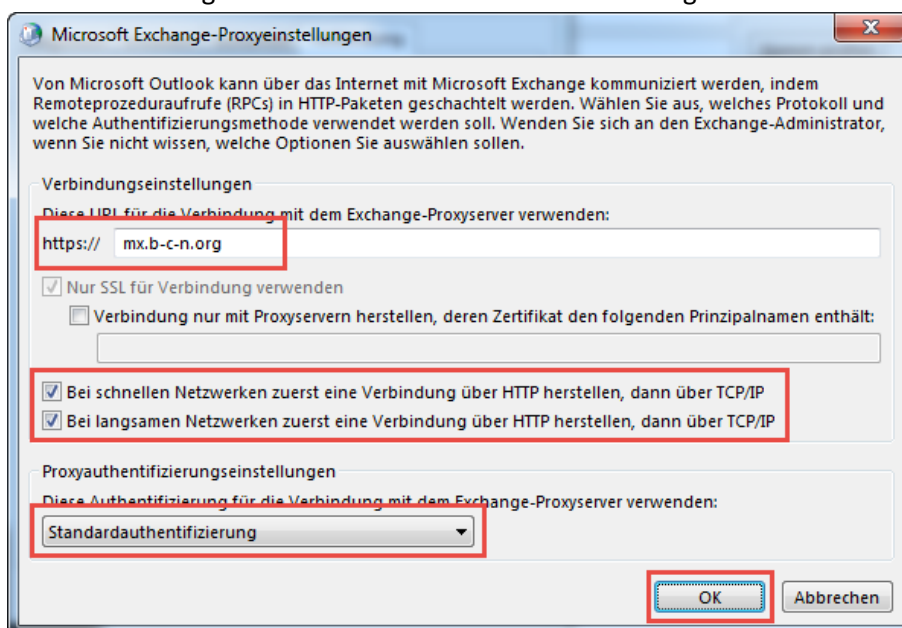 Microsoft Exchange-Proxyeinstellungen
Von Microsoft Outlook kann über das Internet mit Microsoft Exchange kommuniziert werden, indem
Remoteprozeduraufrufe (RPCs) in HTTP-Paketen geschachtelt werden. Wählen Sie aus, welches Protokoll und
welche Authentifizierungsmethode verwendet werden soll. Wenden Sie sich an den Exchange-Administrator,
wenn Sie nicht wissen, welche Optionen Sie auswählen sollen.
Verbindungseinstellungen
Diese URL für die Verbindung mit dem Exchange-Proxyserver verwenden:
https:// mx.b-c-n.org
Nur SSL für Verbindung verwenden
Verbindung nur mit Proxyservern herstellen, deren Zertifikat den folgenden Prinzipalnamen enthält:
Bei schnellen Netzwerken zuerst eine Verbindung über HTTP herstellen, dann über TCP/IP
Bei langsamen Netzwerken zuerst eine Verbindung über HTTP herstellen, dann über TCP/IP
Proxyauthentifizierungseinstellungen
Diese Authentifizierung für die Verbindung mit dem Exchange-Proxyserver verwenden:
Standardauthentifizierung
OK Abbrechen